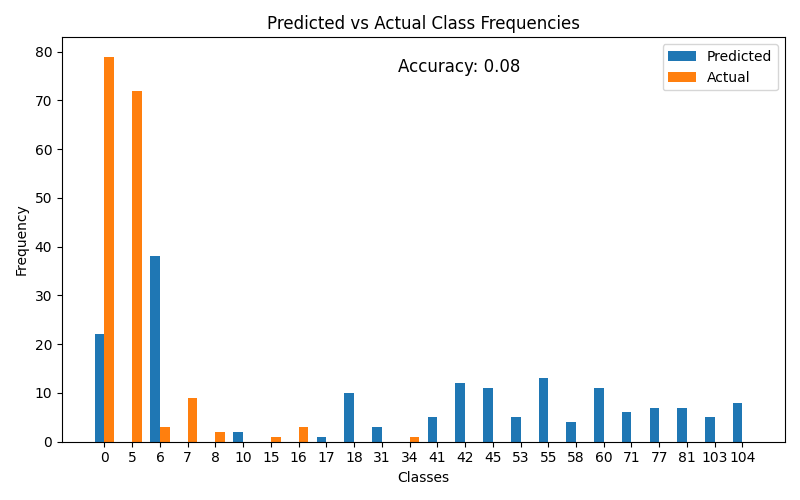 Predicted vs Actual Class Frequencies
Accuracy: 0.08
Predicted
Actual
Frequency
80
70
60
50
40
30
20
10
0
0 5 6 7 8 10 15 16 17 18 31 34 41 42 45 53 55 58 60 71 77 81 103 104
Classes